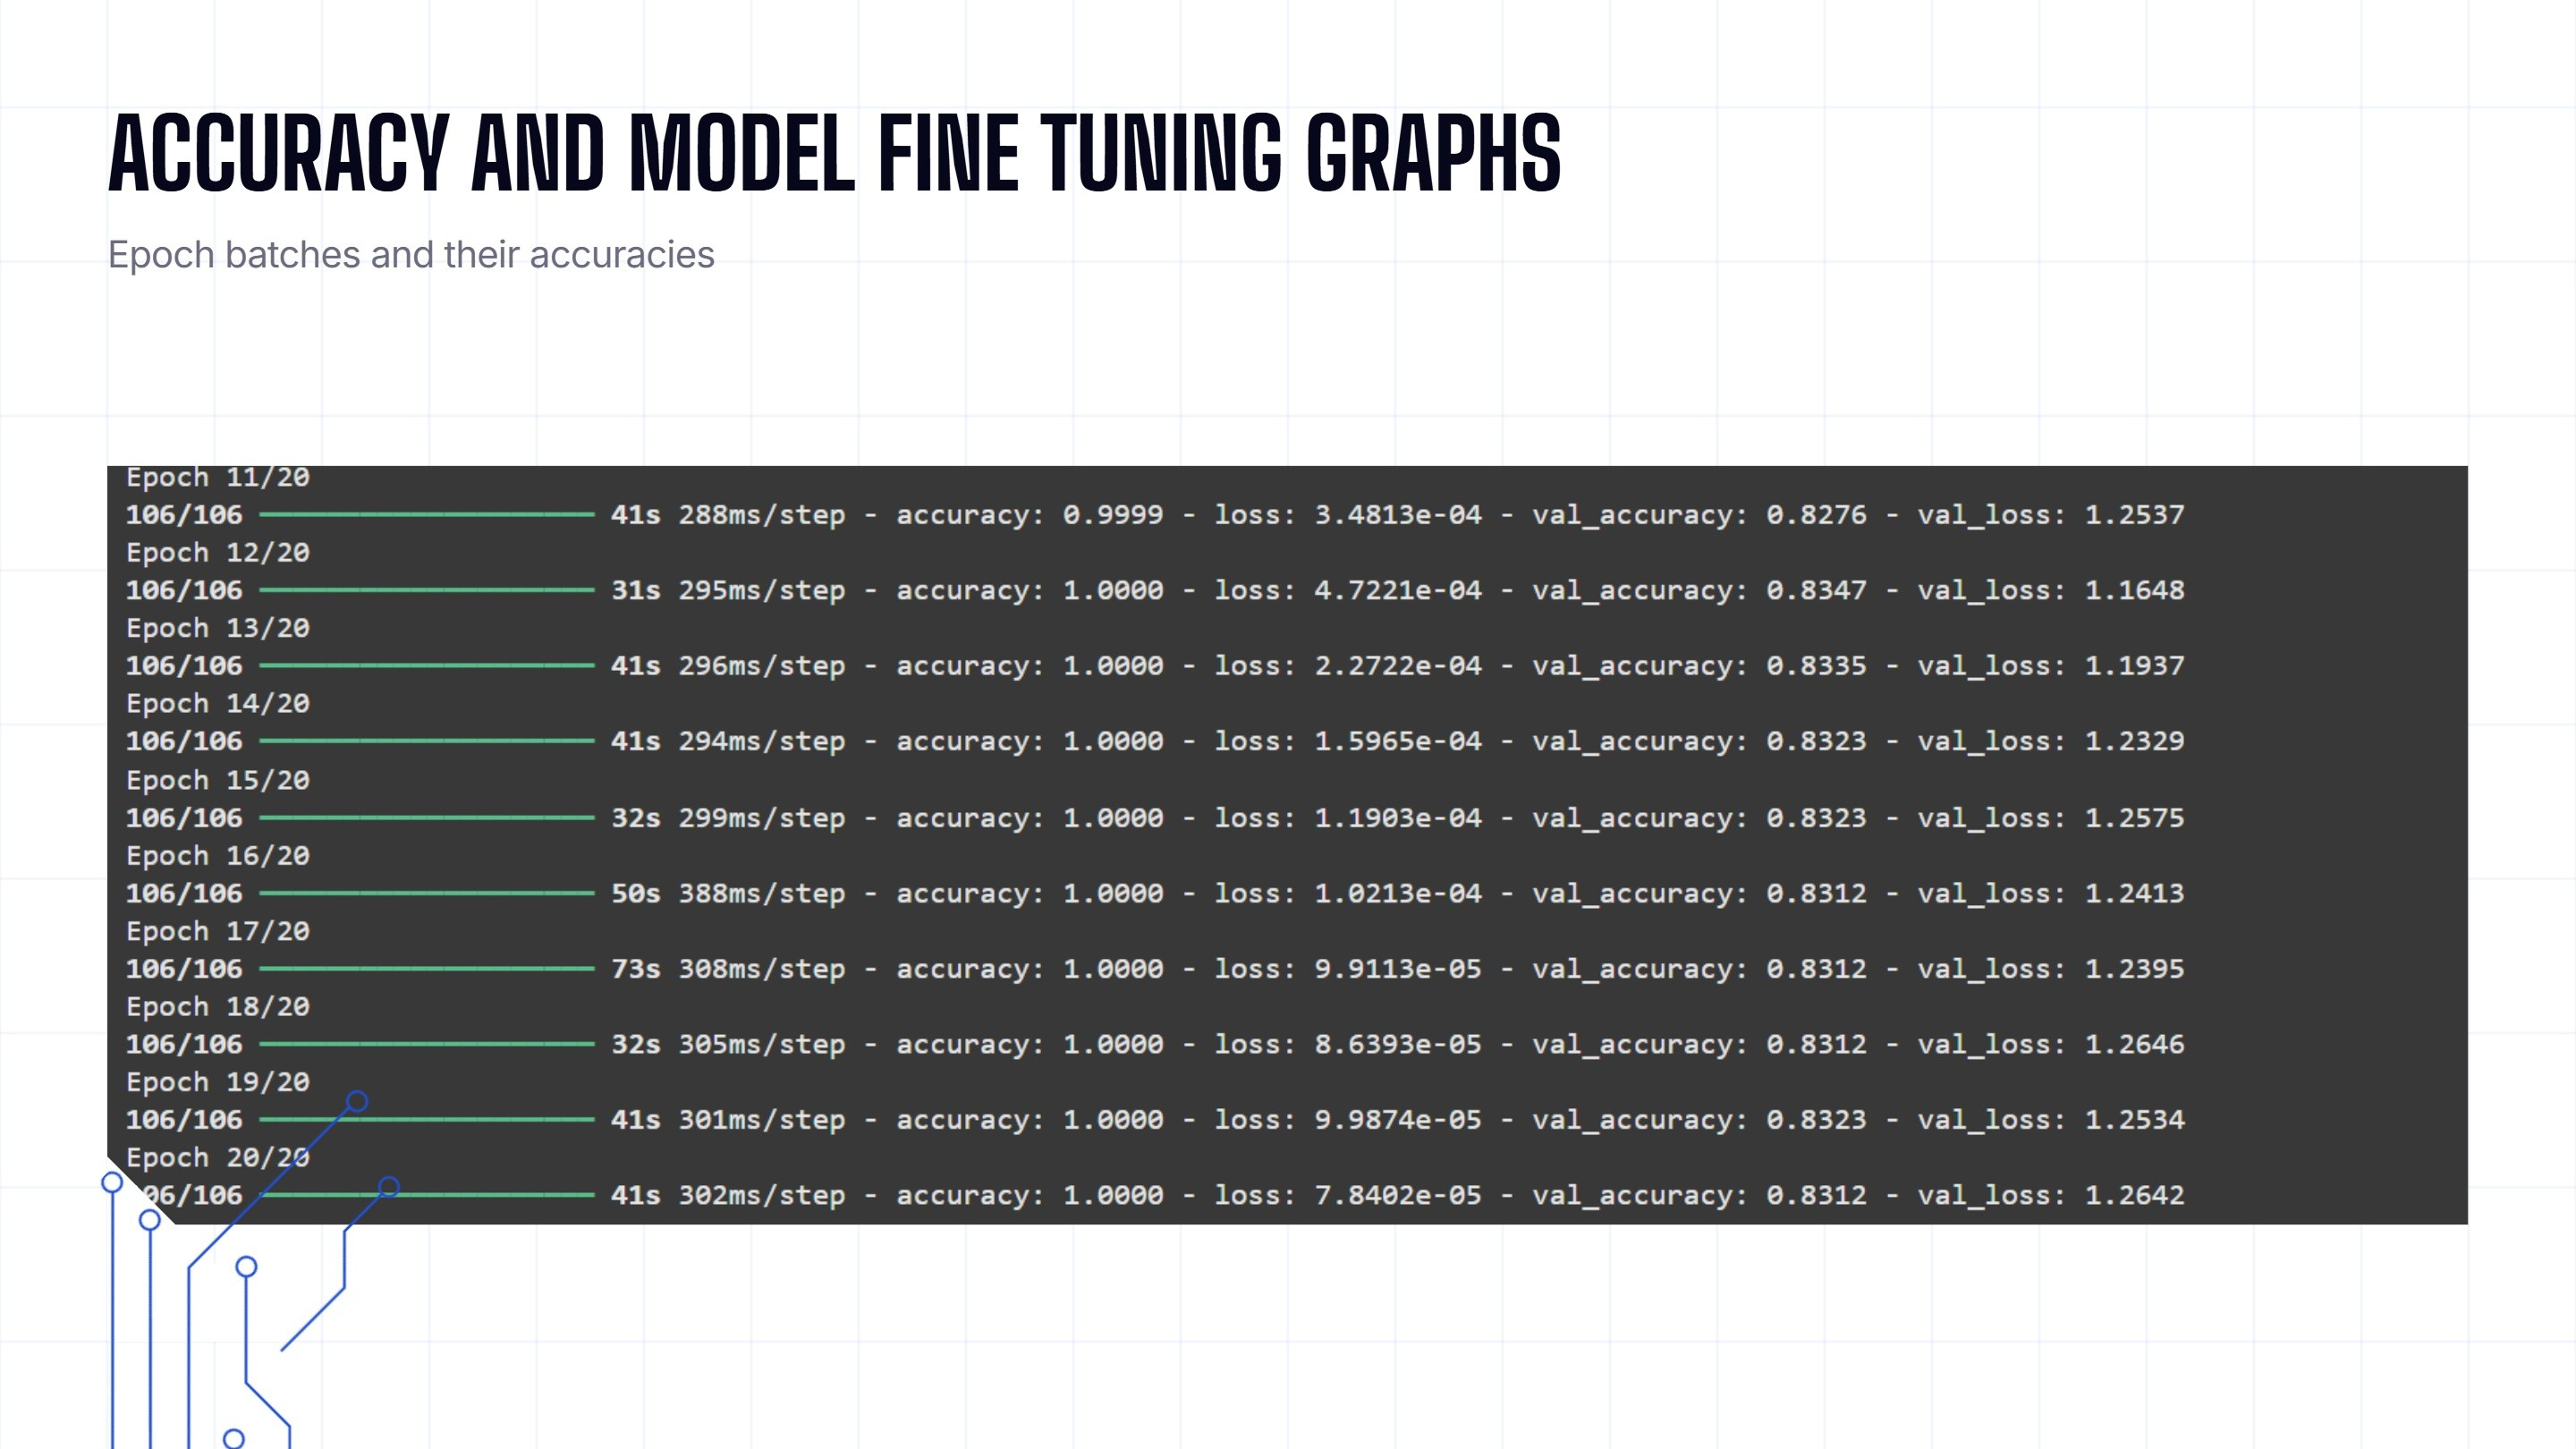 ACCURACY AND MODEL FINE TUNING GRAPHS
Epoch batches and their accuracies
Epoch 11/20
106/106 41s 288ms/step - accuracy: 0.9999 - loss: 3.4813e-04 - val_accuracy: 0.8276 - val_loss: 1.2537
Epoch 12/20
106/106 31s 295ms/step - accuracy: 1.0000 - loss: 4.7221e-04 - val_accuracy: 0.8347 - val_loss: 1.1648
Epoch 13/20
106/106 41s 296ms/step - accuracy: 1.0000 - loss: 2.2722e-04 - val_accuracy: 0.8335 - val_loss: 1.1937
Epoch 14/20
106/106 41s 294ms/step - accuracy: 1.0000 - loss: 1.5965e-04 - val_accuracy: 0.8323 - val_loss: 1.2329
Epoch 15/20
106/106 32s 299ms/step - accuracy: 1.0000 - loss: 1.1903e-04 - val_accuracy: 0.8323 - val_loss: 1.2575
Epoch 16/20
106/106 50s 388ms/step - accuracy: 1.0000 - loss: 1.0213e-04 - val_accuracy: 0.8312 - val_loss: 1.2413
Epoch 17/20
106/106 73s 308ms/step - accuracy: 1.0000 - loss: 9.9113e-05 - val_accuracy: 0.8312 - val_loss: 1.2395
Epoch 18/20
106/106 32s 305ms/step - accuracy: 1.0000 - loss: 8.6393e-05 - val_accuracy: 0.8312 - val_loss: 1.2646
Epoch 19/20
106/106 41s 301ms/step - accuracy: 1.0000 - loss: 9.9874e-05 - val_accuracy: 0.8323 - val_loss: 1.2534
Epoch 20/20
06/106 41s 302ms/step - accuracy: 1.0000 - loss: 7.8402e-05 - val_accuracy: 0.8312 - val_loss: 1.2642